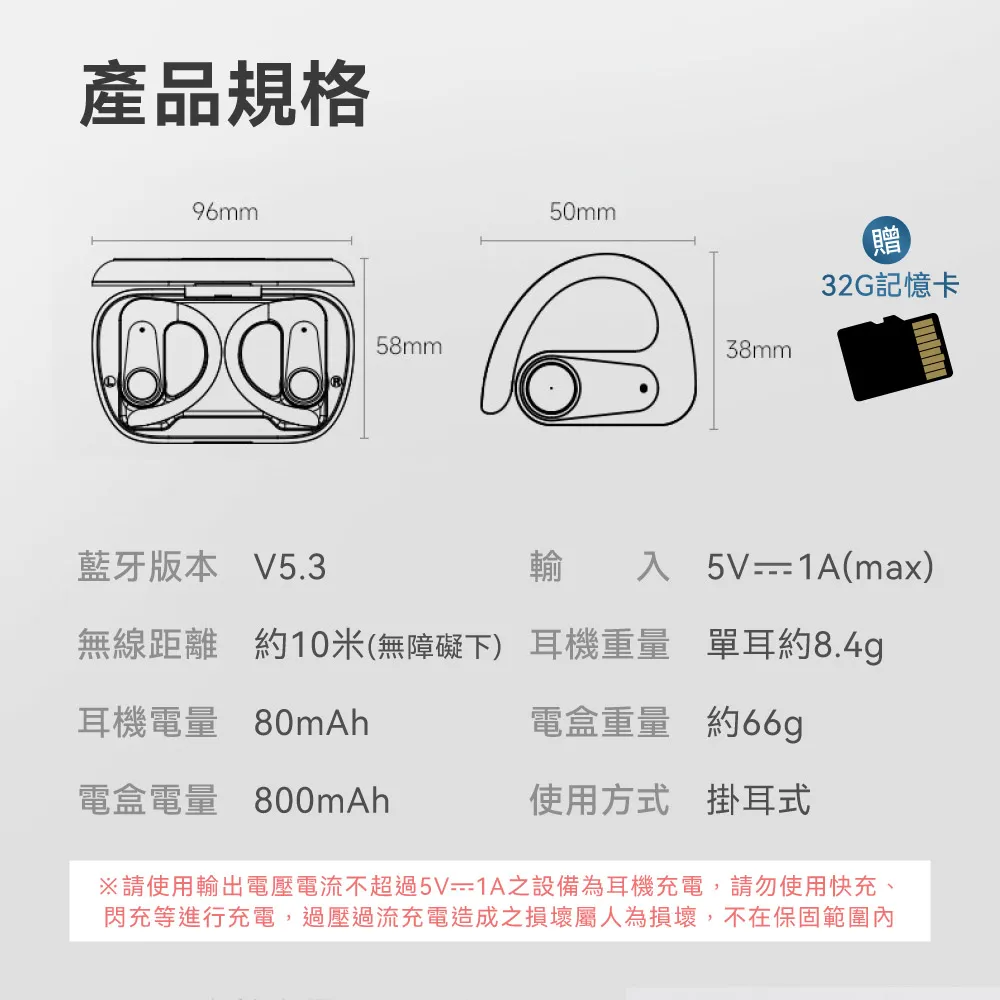 產品規格
96mm
50mm
贈
32G記憶卡
58mm
38mm
L
R
藍牙版本 V5.3
輸入 5V⎓1A(max)
無線距離 約10米(無障礙下)
耳機重量 單耳約8.4g
耳機電量 80mAh
電盒重量 約66g
電盒電量 800mAh
使用方式 掛耳式
※請使用輸出電壓電流不超過5V⎓1A之設備為耳機充電，請勿使用快充、
閃充等進行充電，過壓過流充電造成之損壞屬人為損壞，不在保固範圍內